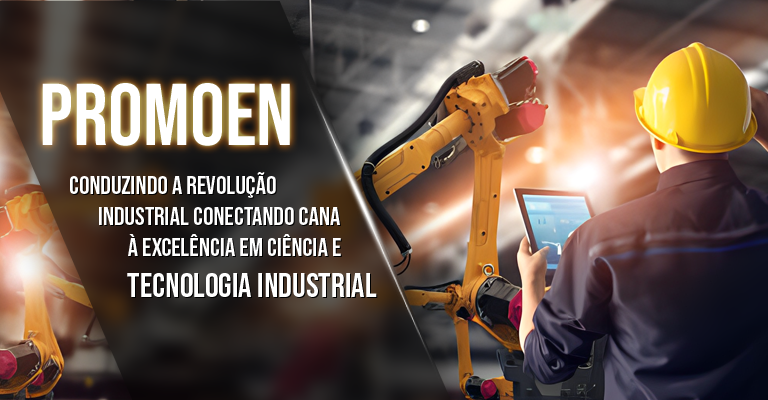 PROMOEN
CONDUZINDO A REVOLUÇÃO
INDUSTRIAL CONECTANDO CANA
À EXCELÊNCIA EM CIÊNCIA E
TECNOLOGIA INDUSTRIAL